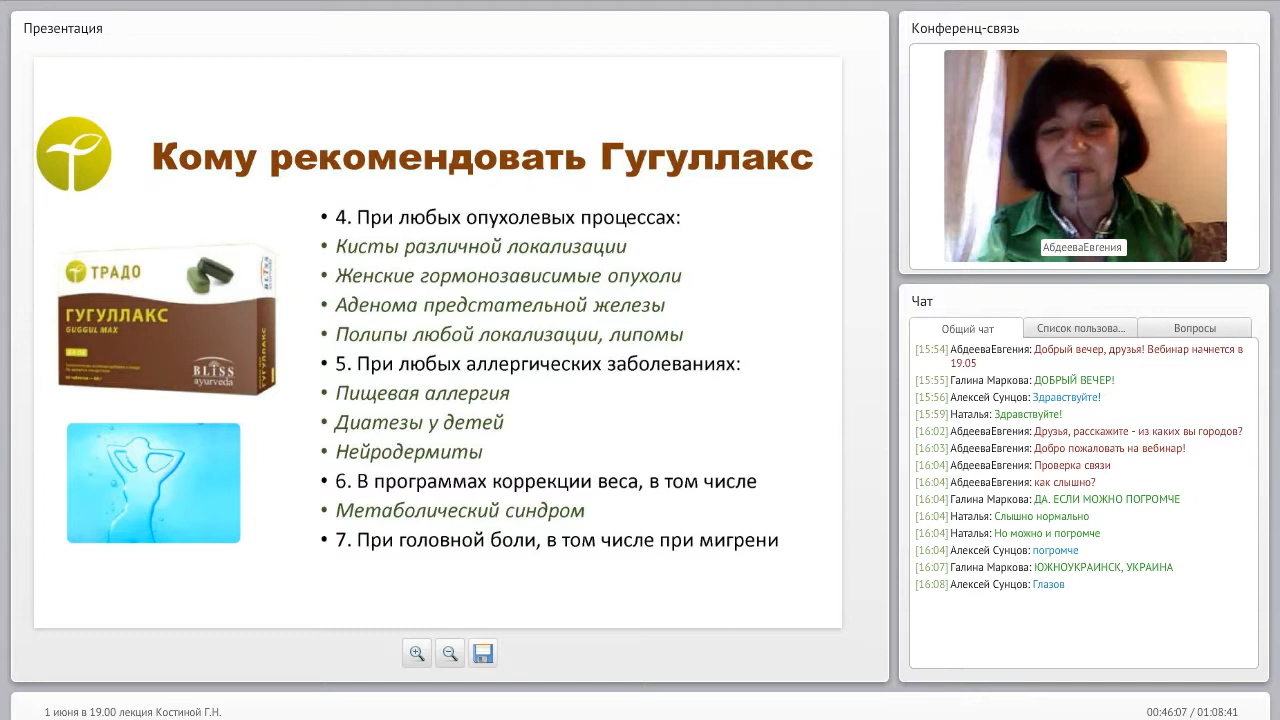 Презентация
Кому рекомендовать Гугуллакс
• 4. При любых опухолевых процессах:
• Кисты различной локализации
• Женские гормонозависимые опухоли
• Аденома предстательной железы
• Полипы любой локализации, липомы
• 5. При любых аллергических заболеваниях:
• Пищевая аллергия
• Диатезы у детей
• Нейродермиты
• 6. В программах коррекции веса, в том числе
• Метаболический синдром
• 7. При головной боли, в том числе при мигрени
ТРАДО
ГУГУЛЛАКС
GUGGUL MAX
BLISS
ayurveda
ГУГУЛЛАКС
Конференц-связь
АбдееваЕвгения
Чат
Общий чат
Список пользова...
Вопросы
[15:54] АбдееваЕвгения: Добрый вечер, друзья! Вебинар начнется в
19.05
[15:55] Галина Маркова: ДОБРЫЙ ВЕЧЕР!
[15:56] Алексей Сунцов: Здравствуйте!
[15:59] Наталья: Здравствуйте!
[16:02] АбдееваЕвгения: Друзья, расскажите - из каких вы городов?
[16:03] АбдееваЕвгения: Добро пожаловать на вебинар!
[16:04] АбдееваЕвгения: Проверка связи
[16:04] АбдееваЕвгения: как слышно?
[16:04] Галина Маркова: ДА. ЕСЛИ МОЖНО ПОГРОМЧЕ
[16:04] Наталья: Слышно нормально
[16:04] Наталья: Но можно и погромче
[16:04] Алексей Сунцов: погромче
[16:07] Галина Маркова: ЮЖНОУКРАИНСК, УКРАИНА
[16:08] Алексей Сунцов: Глазов
1 июня в 19.00 лекция Костиной Г.Н.
00:46:07 / 01:08:41